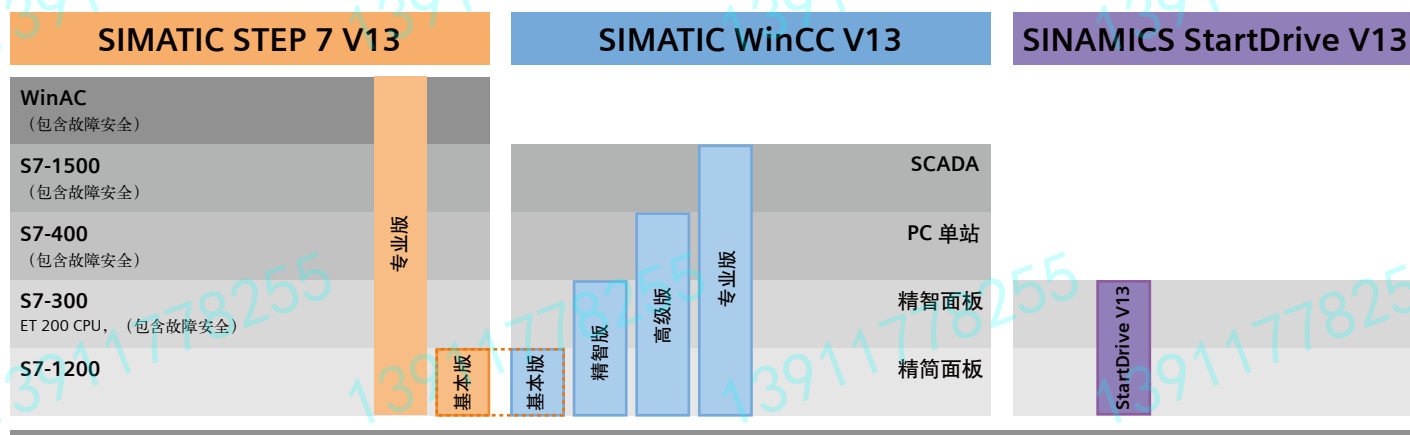 SIMATIC STEP 7 V13
SIMATIC WinCC V13
SINAMICS StartDrive V13
WinAC
（包含故障安全）
S7-1500
（包含故障安全）
S7-400
（包含故障安全）
S7-300
ET 200 CPU，（包含故障安全）
S7-1200
专业版
基本版
基本版
精智版
高级版
专业版
SCADA
PC 单站
精智面板
精简面板
StartDrive V13
13911778255
13911778255